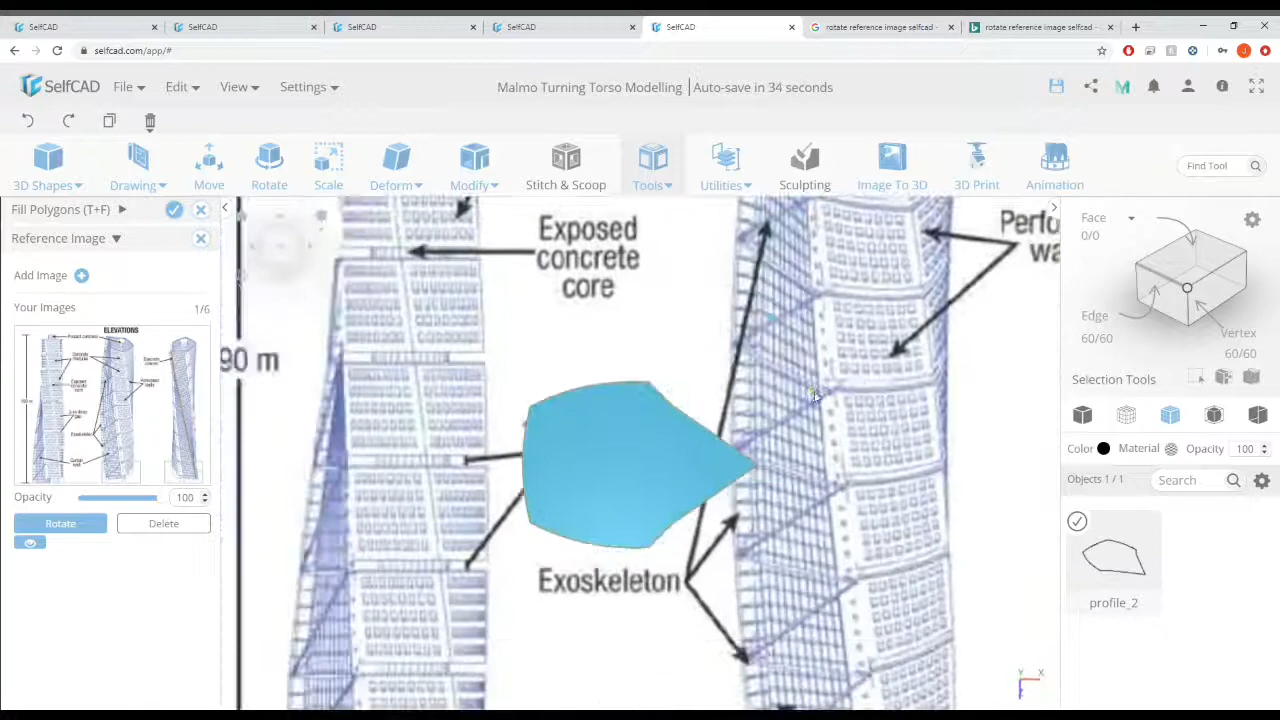 SelfCAD
SelfCAD
SelfCAD
SelfCAD
SelfCAD
rotate reference image selfcad -
rotate reference image selfcad -
selfcad.com/app/#
SelfCAD File Edit View Settings
Malmo Turning Torso Modelling Auto-save in 34 seconds
3D Shapes Drawing Move Rotate Scale Deform Modify Stitch & Scoop Tools Utilities Sculpting Image To 3D 3D Print Animation
Find Tool
Fill Polygons (T+F)
Reference Image
Add Image
Your Images 1/6
ELEVATIONS
Opacity 100
Rotate Delete
Exposed
concrete
core
90 m
Exoskeleton
Perfo
wa
Face
0/0
Edge
60/60
Vertex
60/60
Selection Tools
Color Material Opacity 100
Objects 1 / 1 Search
profile_2
Y X
J